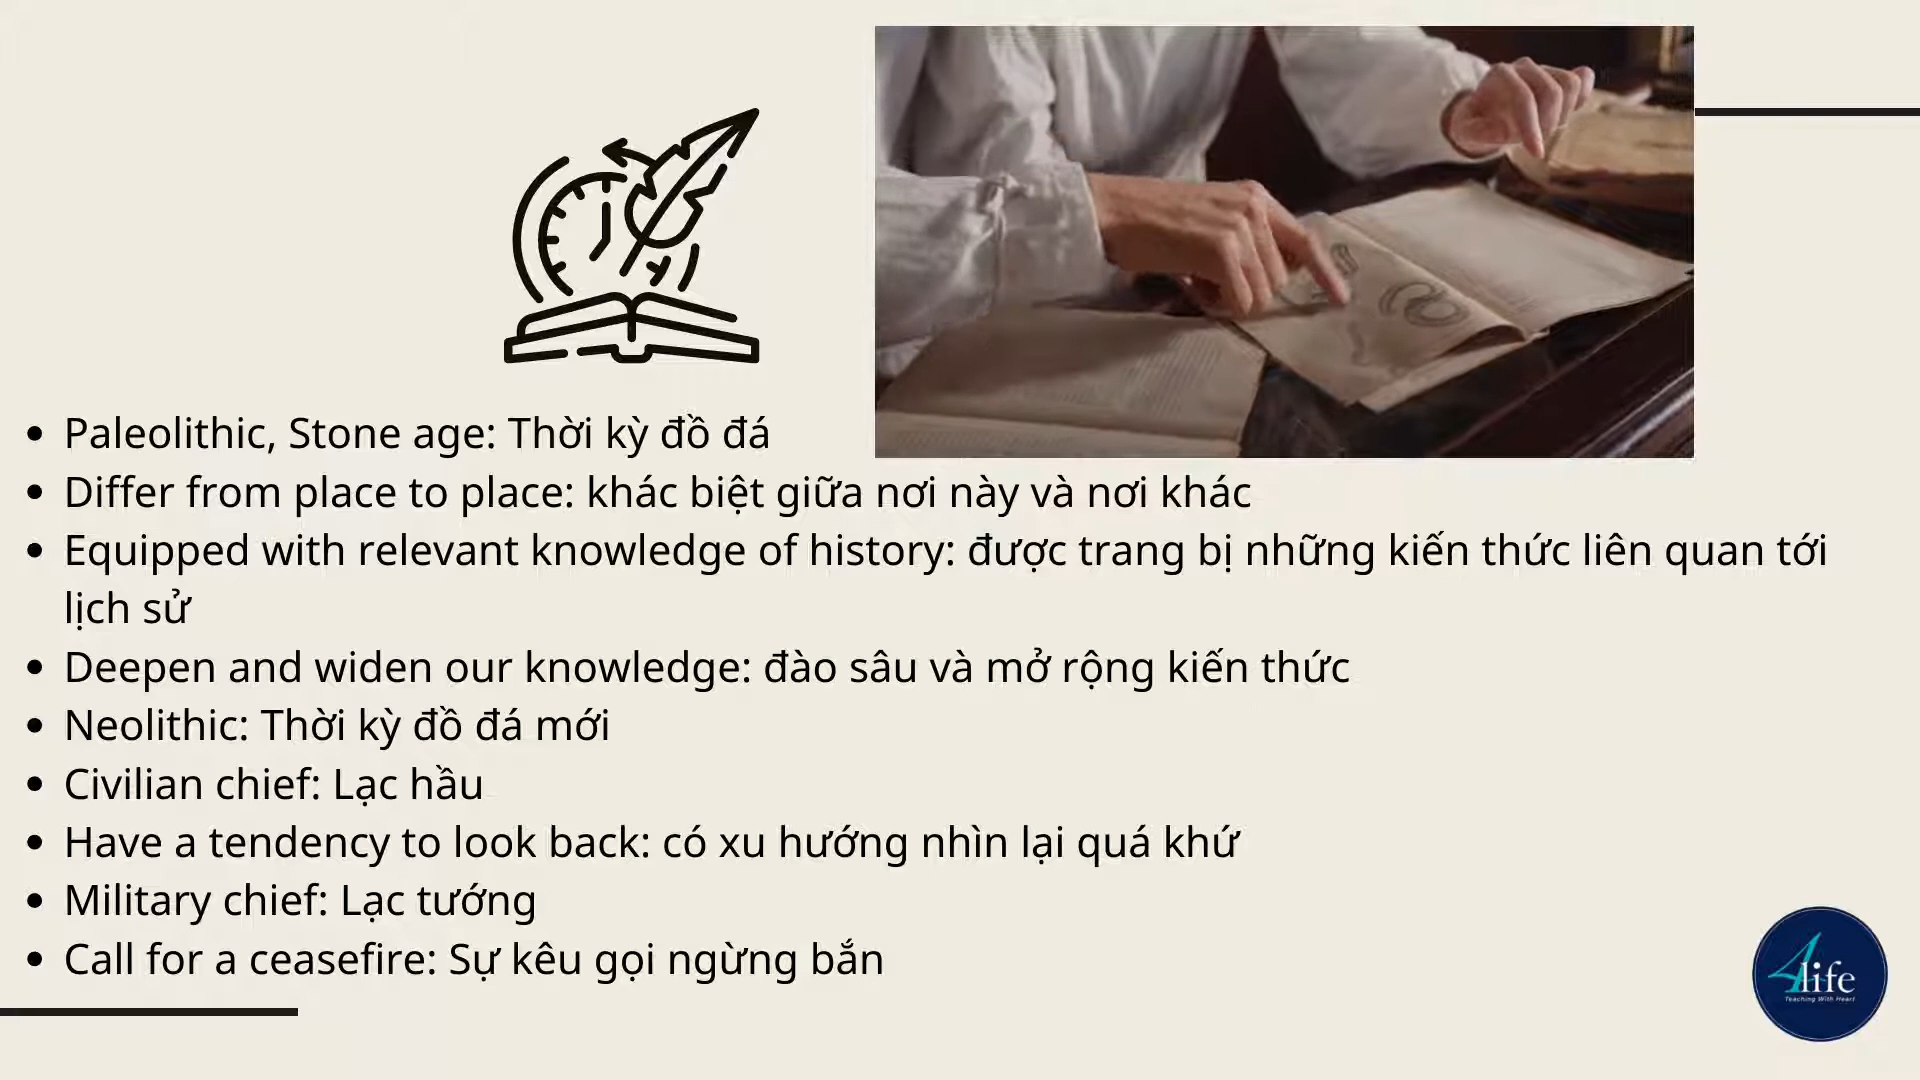 Paleolithic, Stone age: Thời kỳ đồ đá
Differ from place to place: khác biệt giữa nơi này và nơi khác
Equipped with relevant knowledge of history: được trang bị những kiến thức liên quan tới
lịch sử
Deepen and widen our knowledge: đào sâu và mở rộng kiến thức
Neolithic: Thời kỳ đồ đá mới
Civilian chief: Lạc hầu
Have a tendency to look back: có xu hướng nhìn lại quá khứ
Military chief: Lạc tướng
Call for a ceasefire: Sự kêu gọi ngừng bắn
4life
Teaching With Heart